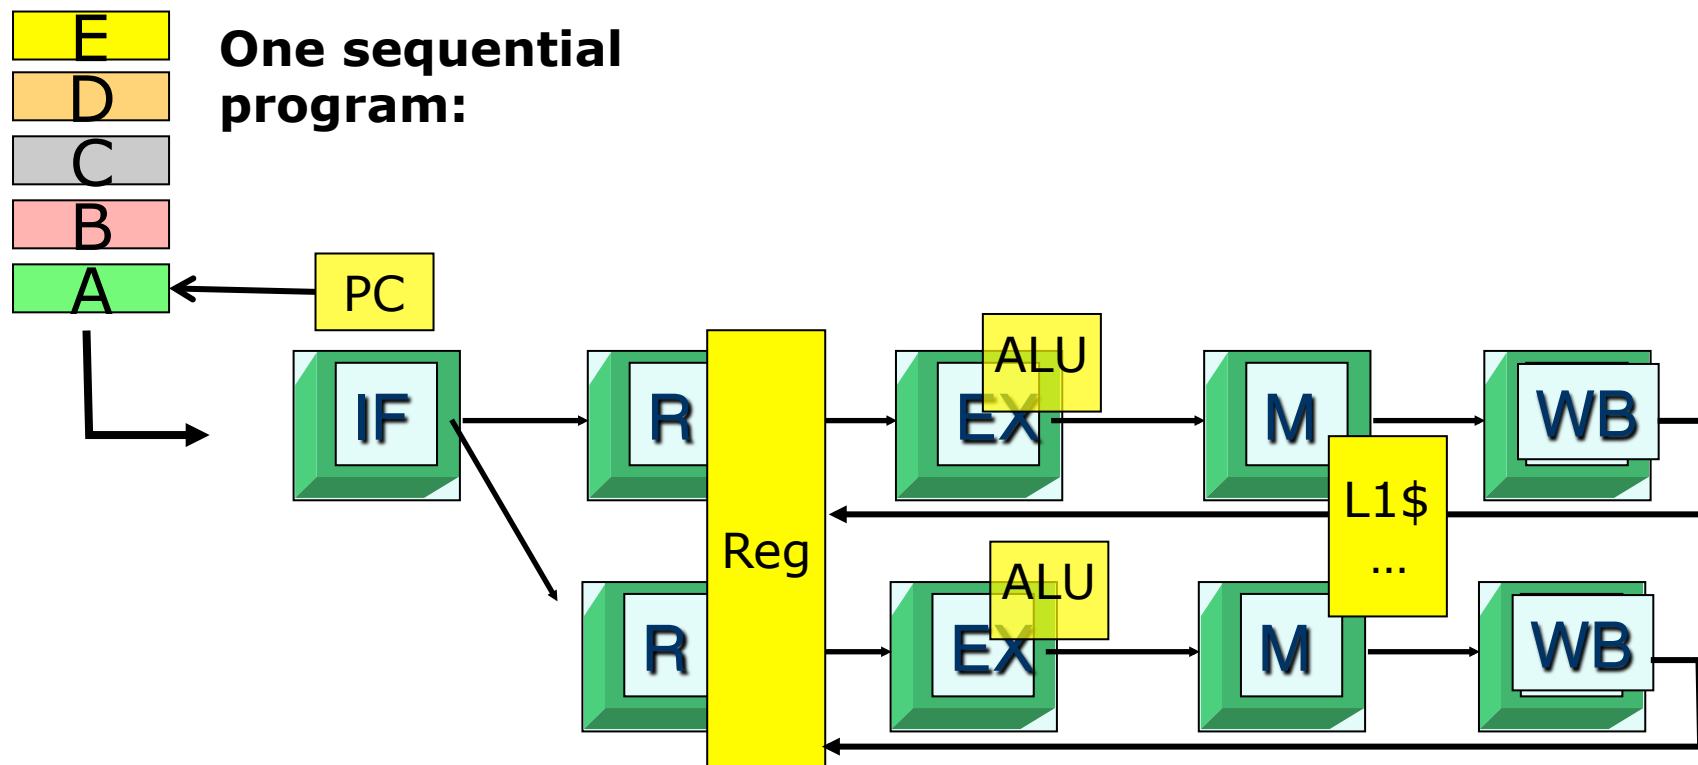 E
One sequential
program:
D
C
B
A
PC
ALU
IF
R
EX
M
WB
L1$
...
Reg
ALU
R
EX
M
WB